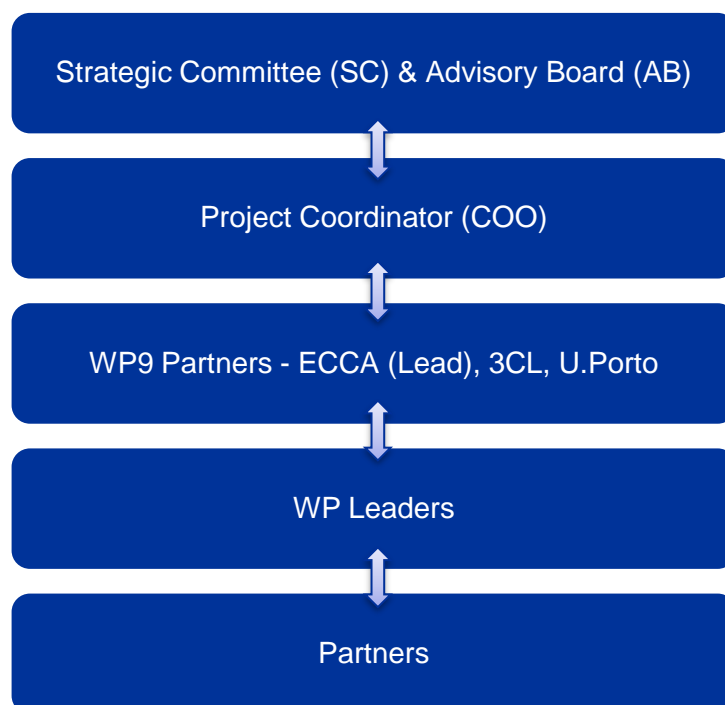 Strategic Committee (SC) & Advisory Board (AB)
Project Coordinator (COO)
WP9 Partners - ECCA (Lead), 3CL, U.Porto
WP Leaders
Partners